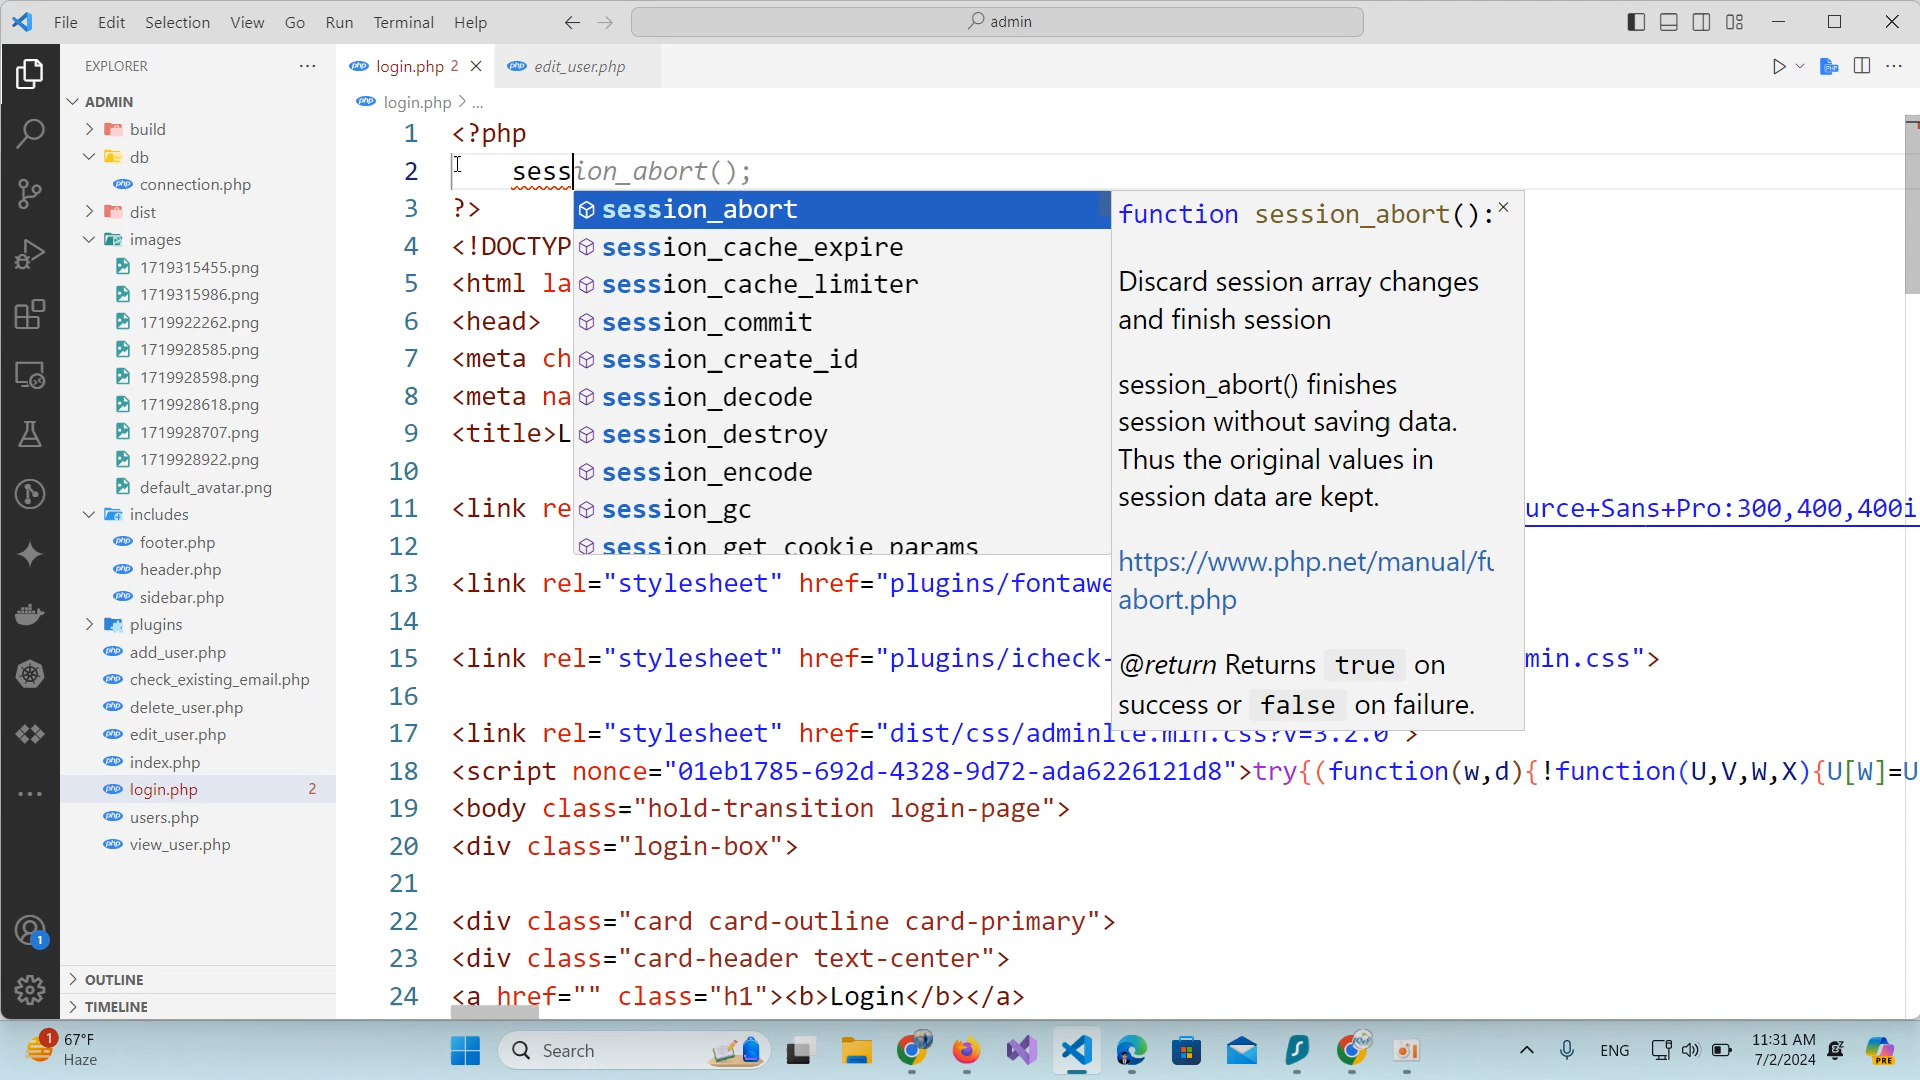 File Edit Selection View Go Run Terminal Help
admin
EXPLORER
ADMIN
build
db
connection.php
dist
images
1719315455.png
1719315986.png
1719922262.png
1719928585.png
1719928598.png
1719928618.png
1719928707.png
1719928922.png
default_avatar.png
includes
footer.php
header.php
sidebar.php
plugins
add_user.php
check_existing_email.php
delete_user.php
edit_user.php
index.php
login.php 2
users.php
view_user.php
OUTLINE
TIMELINE
login.php 2
edit_user.php
login.php > ...
1 <?php
2 session_abort();
3 ?>
4 <!DOCTYP
5 <html la
6 <head>
7 <meta ch
8 <meta na
9 <title>L
10
11 <link re urce+Sans+Pro:300,400,400i
12
13 <link rel="stylesheet" href="plugins/fontawe
14
15 <link rel="stylesheet" href="plugins/icheck- min.css">
16
17 <link rel="stylesheet" href="dist/css/adminlte.min.css?v=3.2.0">
18 <script nonce="01eb1785-692d-4328-9d72-ada6226121d8">try{(function(w,d){!function(U,V,W,X){U[W]=U
19 <body class="hold-transition login-page">
20 <div class="login-box">
21
22 <div class="card card-outline card-primary">
23 <div class="card-header text-center">
24 <a href="" class="h1"><b>Login</b></a>
session_abort
session_cache_expire
session_cache_limiter
session_commit
session_create_id
session_decode
session_destroy
session_encode
session_gc
session_get_cookie_params
function session_abort():
Discard session array changes
and finish session
session_abort() finishes
session without saving data.
Thus the original values in
session data are kept.
https://www.php.net/manual/fu
abort.php
@return Returns true on
success or false on failure.
1
1
67°F
Haze
Search
ENG
11:31 AM
7/2/2024
PRE